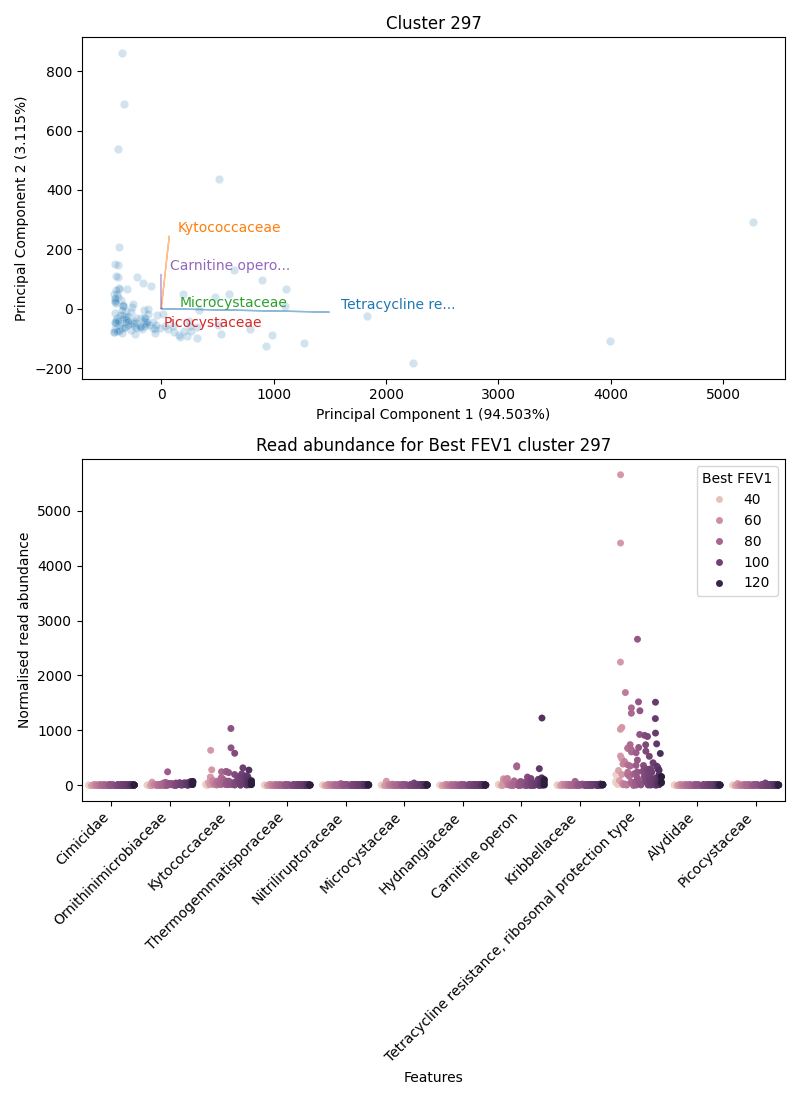 Cluster 297
800
600
400
200
0
−200
Principal Component 2 (3.115%)
Kytococcaceae
Carnitine opero...
Microcystaceae
Tetracycline re...
Picocystaceae
0
1000
2000
3000
4000
5000
Principal Component 1 (94.503%)
Read abundance for Best FEV1 cluster 297
5000
4000
3000
2000
1000
0
Normalised read abundance
Best FEV1
40
60
80
100
120
Cimicidae
Ornithinimicrobiaceae
Kytococcaceae
Thermogemmatisporaceae
Nitriliruptoraceae
Microcystaceae
Hydnangiaceae
Carnitine operon
Kribbellaceae
Tetracycline resistance, ribosomal protection type
Alydidae
Picocystaceae
Features